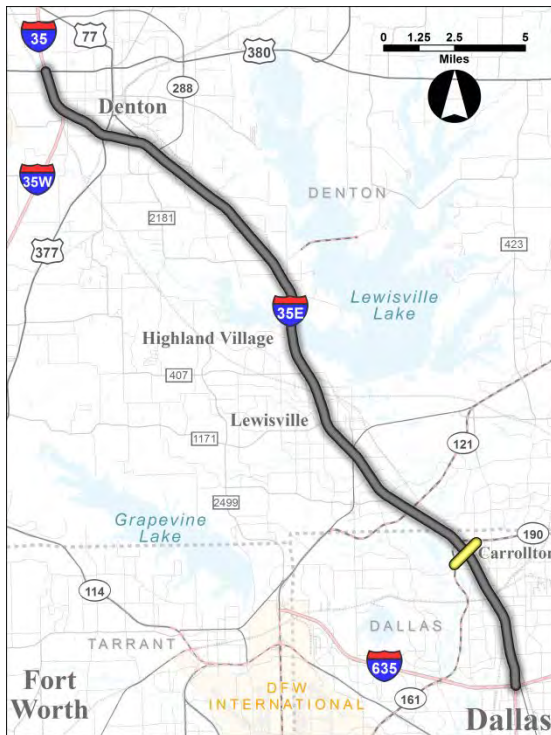 35
77
380
0 1.25 2.5 5
Miles
288
Denton
35W
DENTON
2181
377
423
35E
Lewisville
Lake
Highland Village
407
Lewisville
1171
121
2499
Grapevine
Lake
190
Carrollton
114
DALLAS
TARRANT
635
Fort
Worth
DFW
INTERNATIONAL
161
Dallas